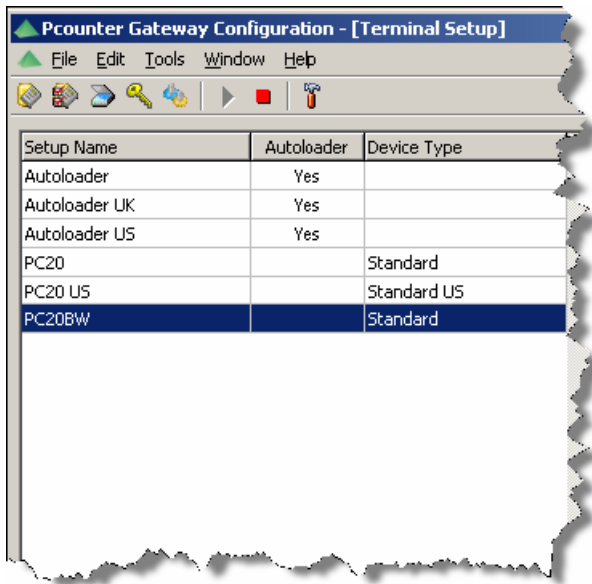 Pcounter Gateway Configuration - [Terminal Setup]
File Edit Tools Window Help
Setup Name Autoloader Device Type
Autoloader Yes
Autoloader UK Yes
Autoloader US Yes
PC20 Standard
PC20 US Standard US
PC20BW Standard